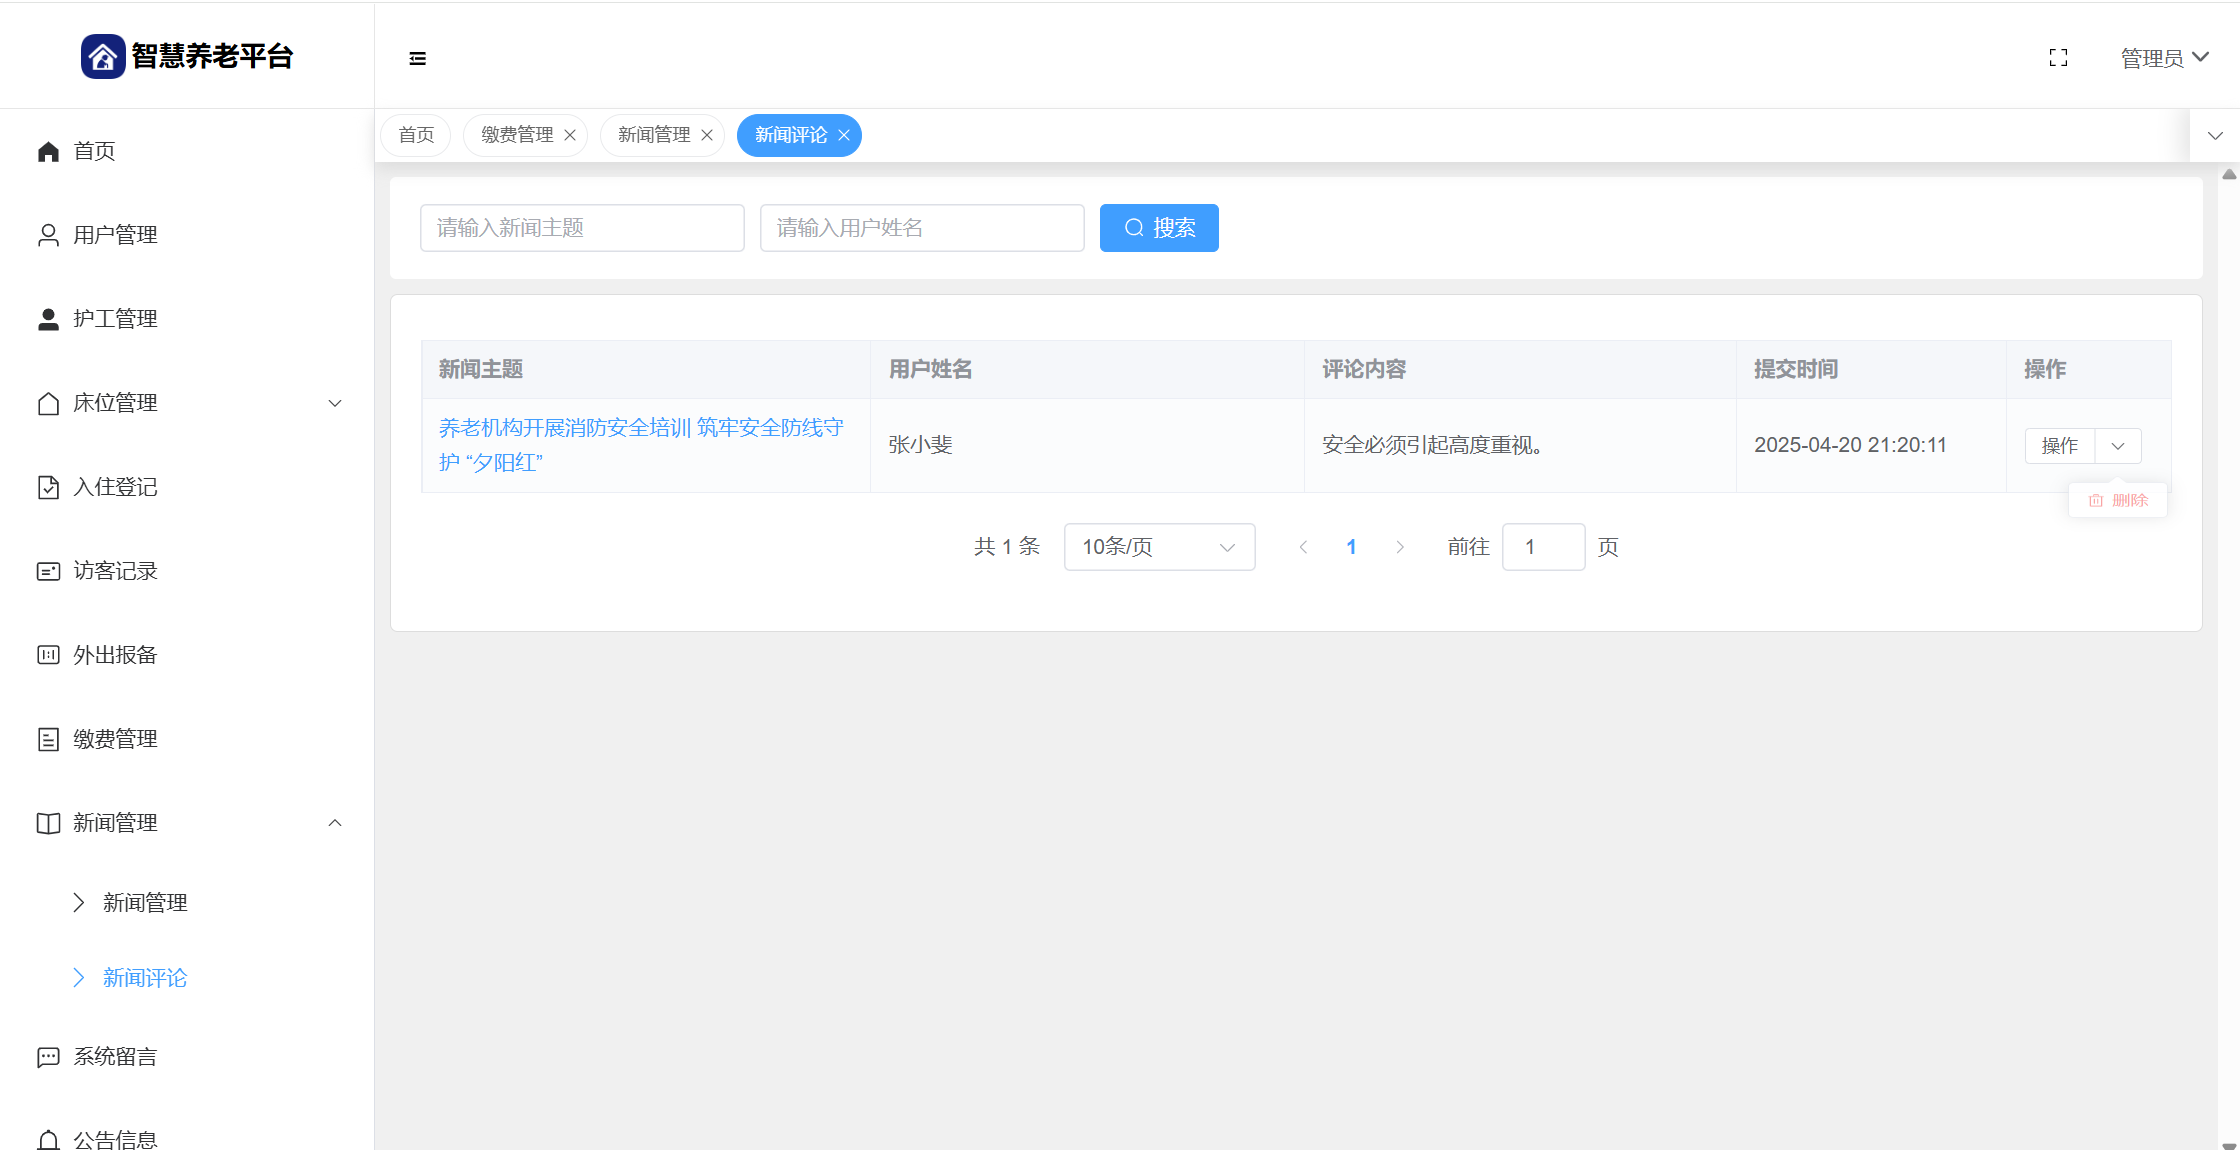 智慧养老平台
管理员
首页
用户管理
护工管理
床位管理
入住登记
访客记录
外出报备
缴费管理
新闻管理
新闻管理
新闻评论
系统留言
公告信息
首页 缴费管理 新闻管理 新闻评论
请输入新闻主题 请输入用户姓名 搜索
新闻主题 用户姓名 评论内容 提交时间 操作
养老机构开展消防安全培训 筑牢安全防线守
护 “夕阳红”
张小斐 安全必须引起高度重视。 2025-04-20 21:20:11 操作
删除
共 1 条 10条/页 1 前往 1 页